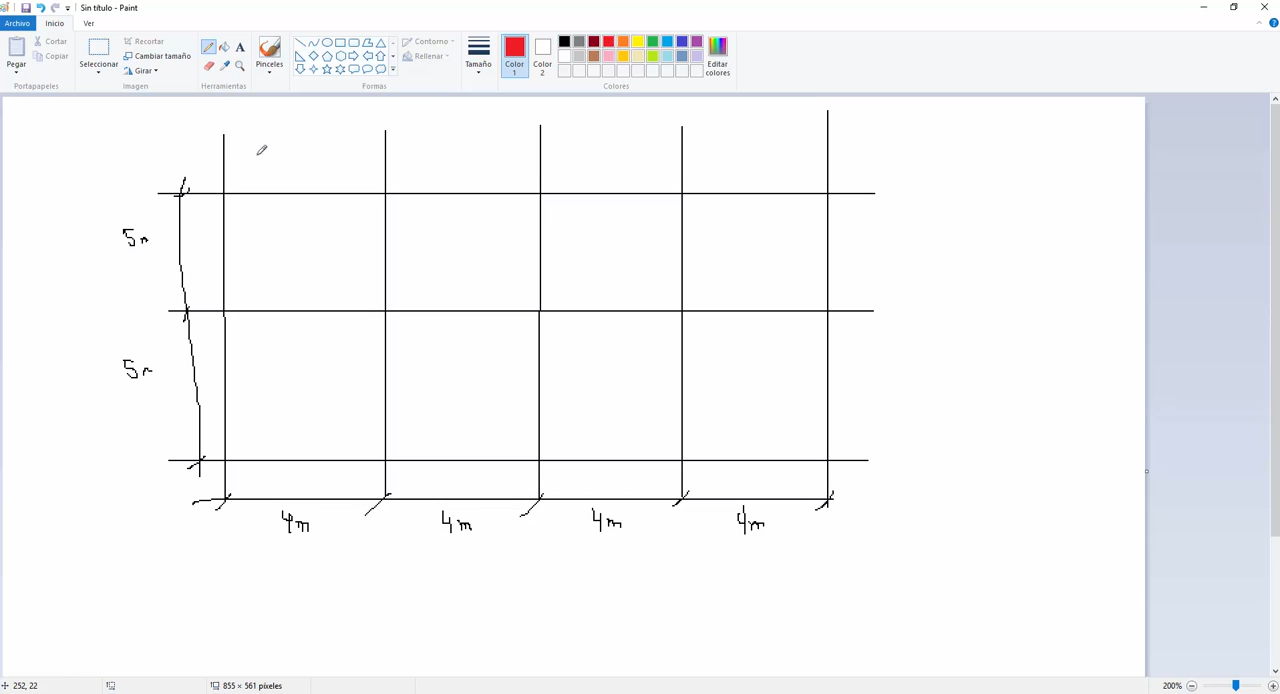 Sin título - Paint
Archivo Inicio Ver
Pegar
Cortar
Copiar
Portapapeles
Seleccionar
Recortar
Cambiar tamaño
Girar
Imagen
Herramientas
Pinceles
Contorno
Rellenar
Formas
Tamaño
Color 1
Color 2
Editar colores
Colores
5m
5m
4m 4m 4m 4m
252, 22
855 × 561 píxeles
200%